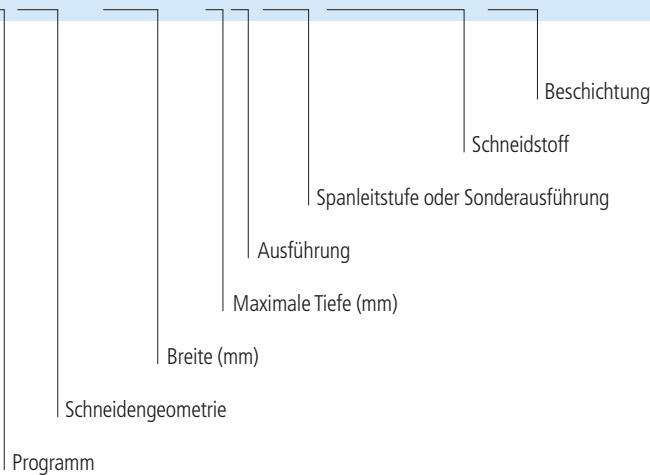 Beschichtung
Schneidstoff
Spanleitstufe oder Sonderausführung
Ausführung
Maximale Tiefe (mm)
Breite (mm)
Schneidengeometrie
Programm